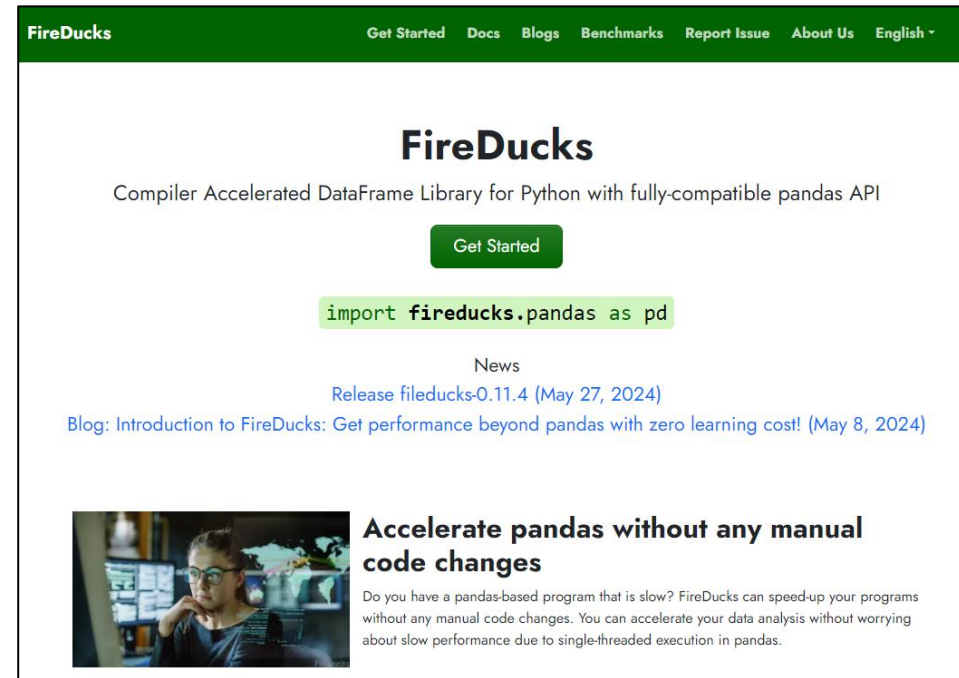 FireDucks
Get Started Docs Blogs Benchmarks Report Issue About Us English
FireDucks
Compiler Accelerated DataFrame Library for Python with fully-compatible pandas API
Get Started
import fireducks.pandas as pd
News
Release fileducks-0.11.4 (May 27, 2024)
Blog: Introduction to FireDucks: Get performance beyond pandas with zero learning cost! (May 8, 2024)
Accelerate pandas without any manual
code changes
Do you have a pandas-based program that is slow? FireDucks can speed-up your programs
without any manual code changes. You can accelerate your data analysis without worrying
about slow performance due to single-threaded execution in pandas.